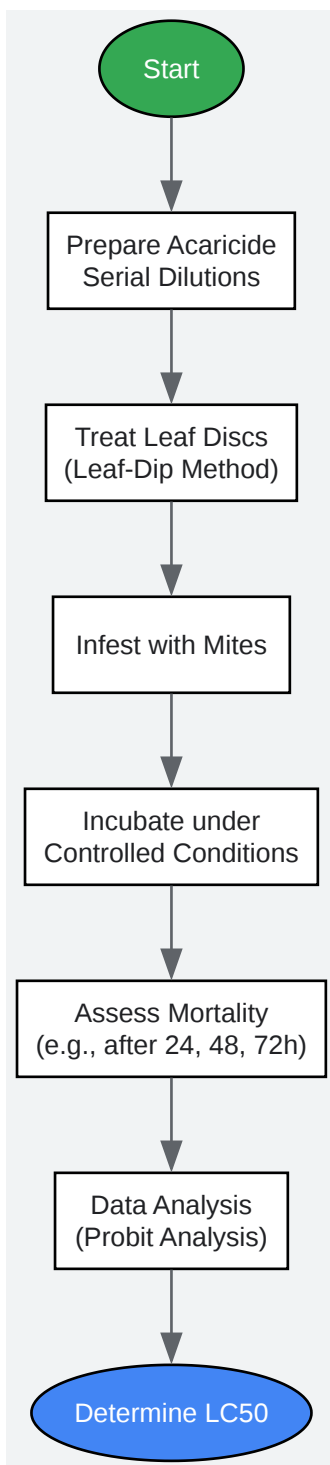 Start
Prepare Acaricide
Serial Dilutions
Treat Leaf Discs
(Leaf-Dip Method)
Infest with Mites
Incubate under
Controlled Conditions
Assess Mortality
(e.g., after 24, 48, 72h)
Data Analysis
(Probit Analysis)
Determine LC50